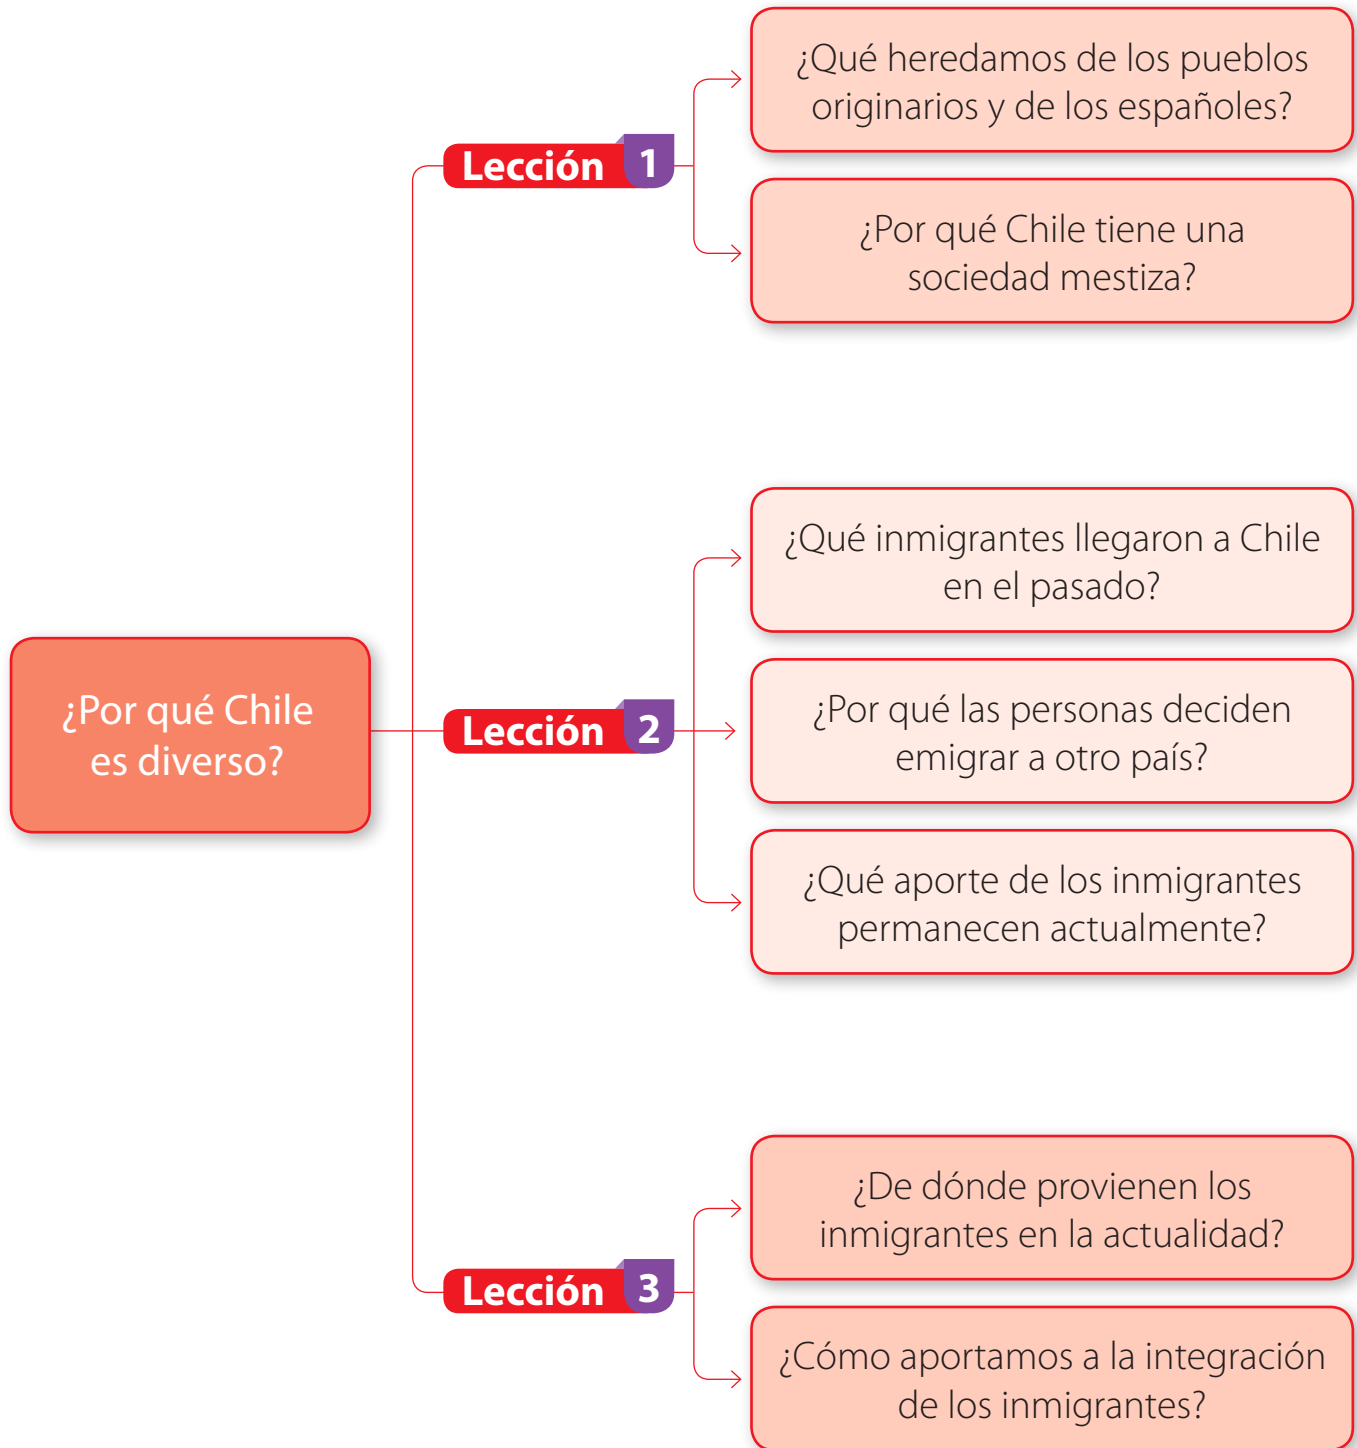 ¿Por qué Chile
es diverso?
Lección 1
¿Qué heredamos de los pueblos
originarios y de los españoles?
¿Por qué Chile tiene una
sociedad mestiza?
Lección 2
¿Qué inmigrantes llegaron a Chile
en el pasado?
¿Por qué las personas deciden
emigrar a otro país?
¿Qué aporte de los inmigrantes
permanecen actualmente?
Lección 3
¿De dónde provienen los
inmigrantes en la actualidad?
¿Cómo aportamos a la integración
de los inmigrantes?